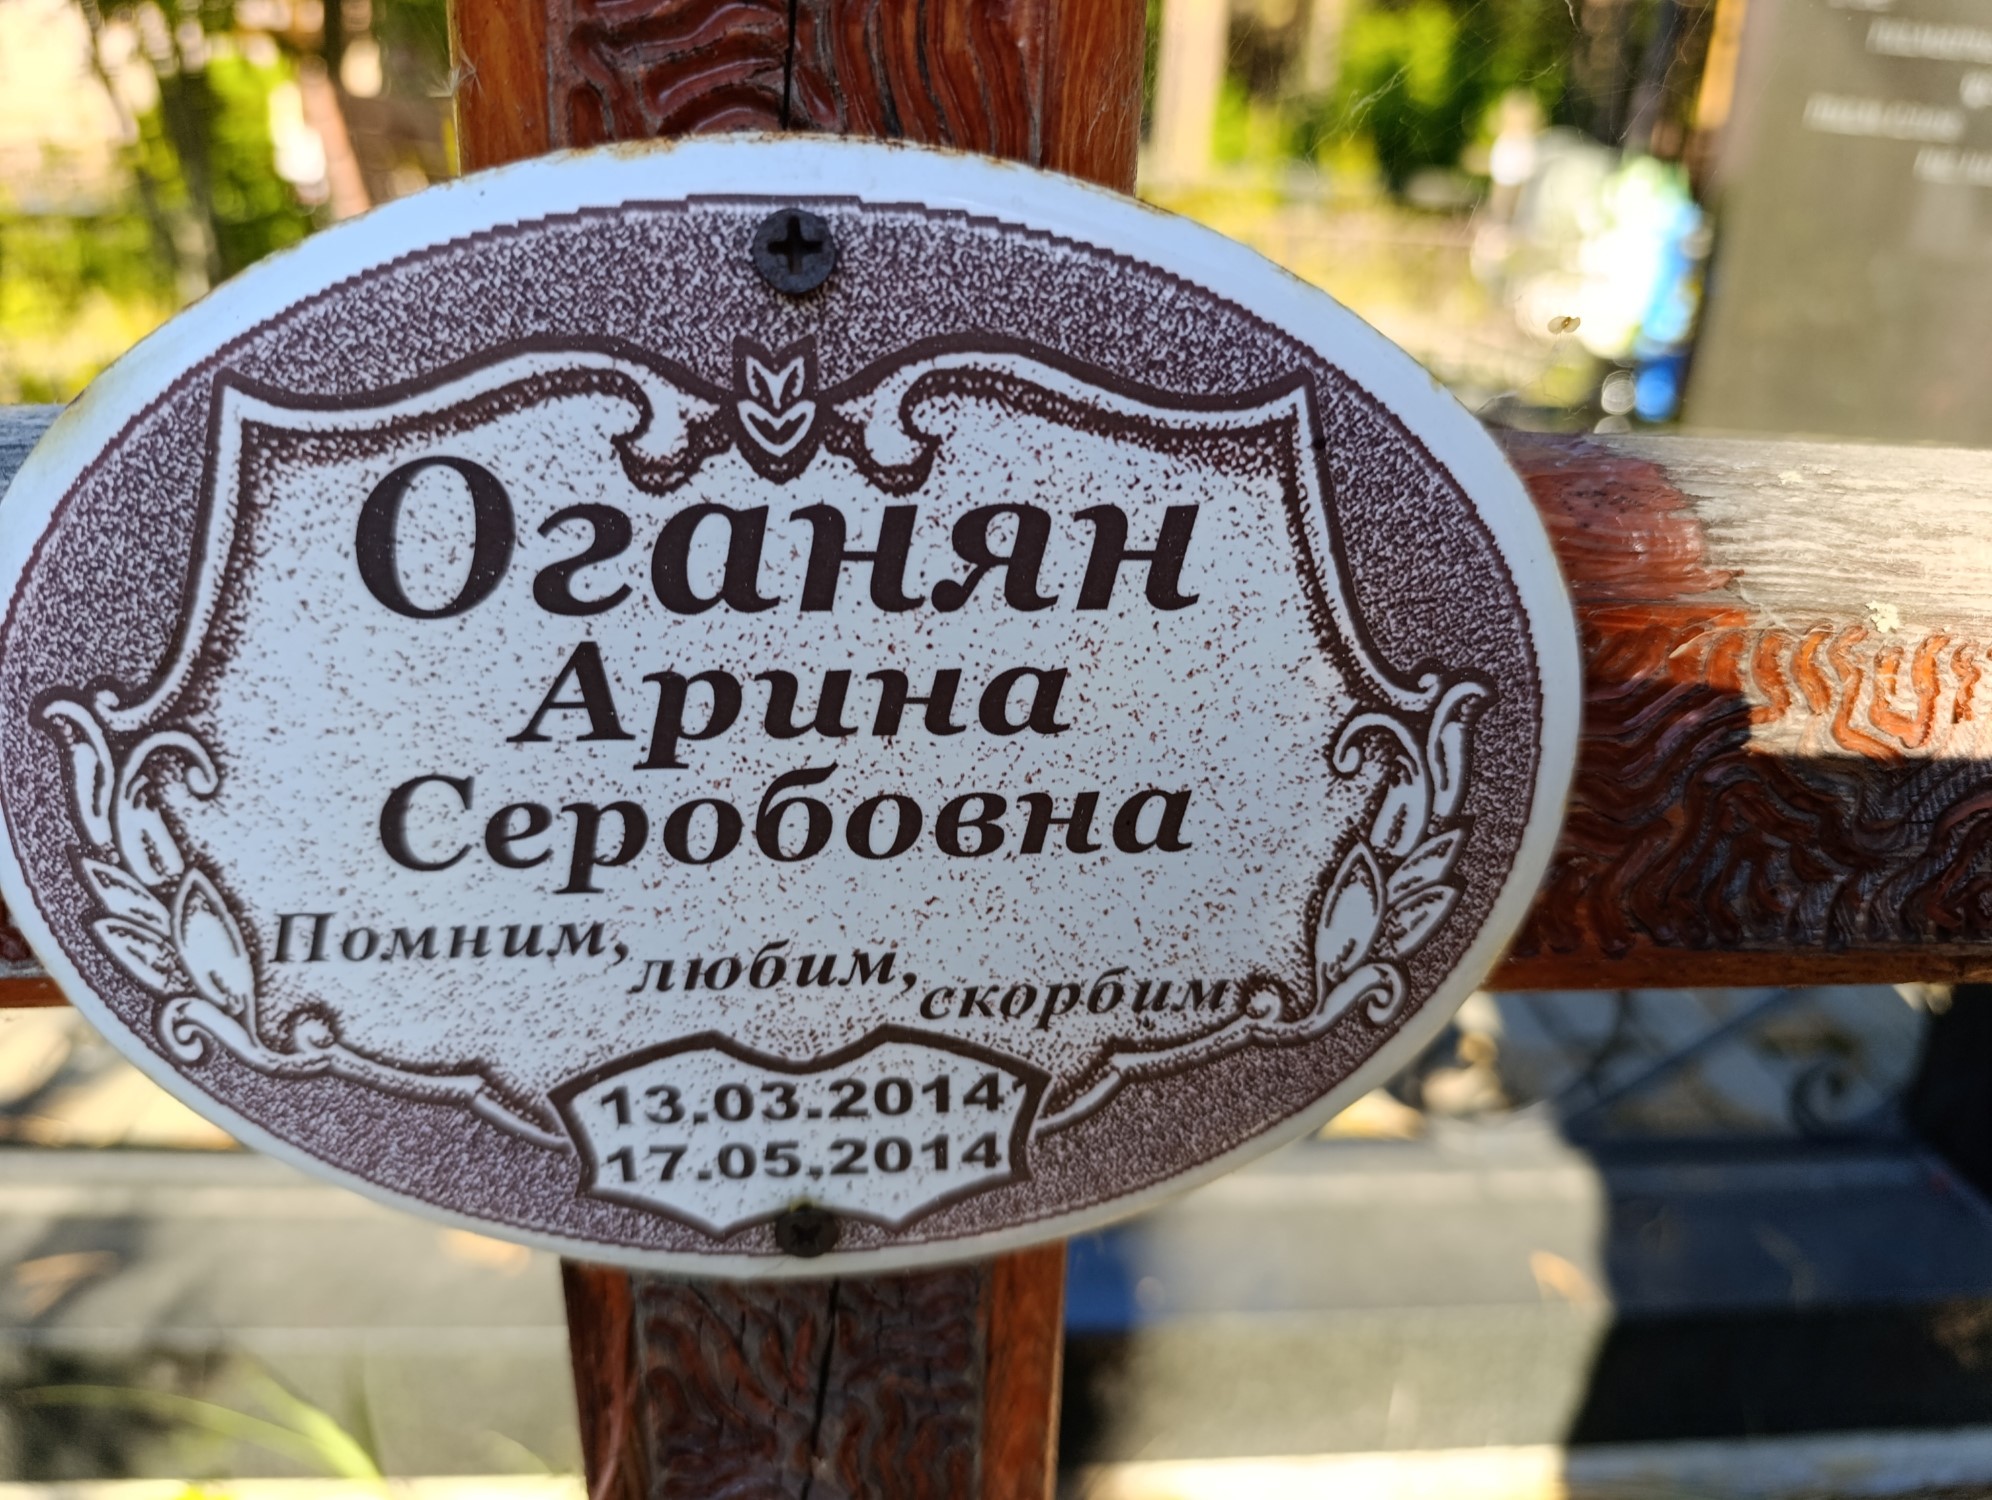 Оганян
Арина
Серобовна
Помним, любим, скорбим
13.03.2014
17.05.2014